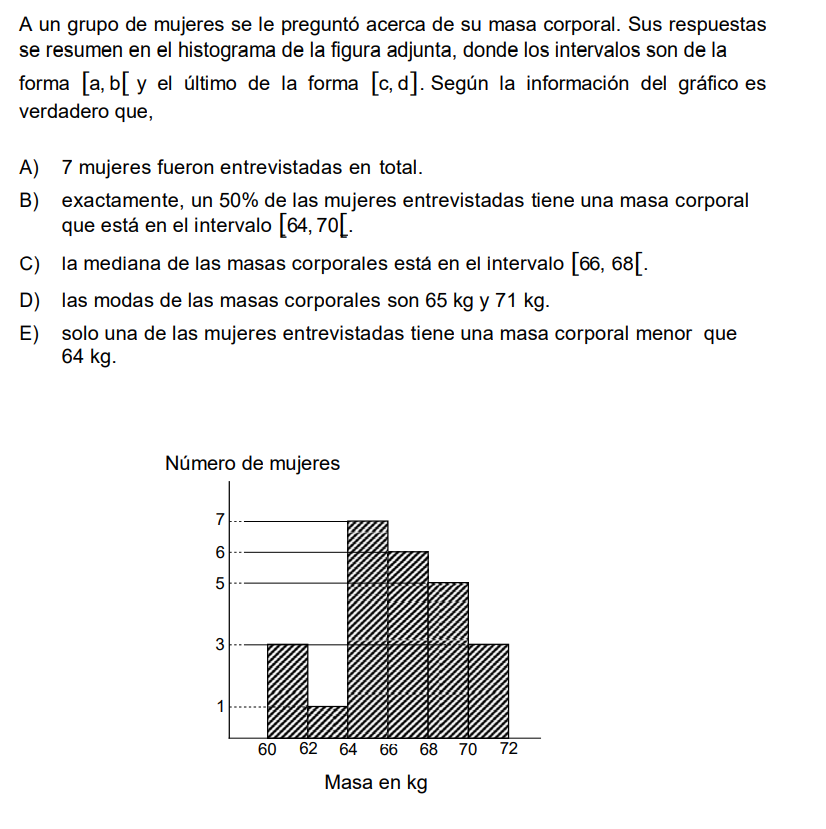 A un grupo de mujeres se le preguntó acerca de su masa corporal. Sus respuestas
se resumen en el histograma de la figura adjunta, donde los intervalos son de la
forma [a, b[ y el último de la forma [c, d]. Según la información del gráfico es
verdadero que,
A) 7 mujeres fueron entrevistadas en total.
B) exactamente, un 50% de las mujeres entrevistadas tiene una masa corporal
que está en el intervalo [64, 70[.
C) la mediana de las masas corporales está en el intervalo [66, 68[.
D) las modas de las masas corporales son 65 kg y 71 kg.
E) solo una de las mujeres entrevistadas tiene una masa corporal menor que
64 kg.
Número de mujeres
7
6
5
3
1
60 62 64 66 68 70 72
Masa en kg